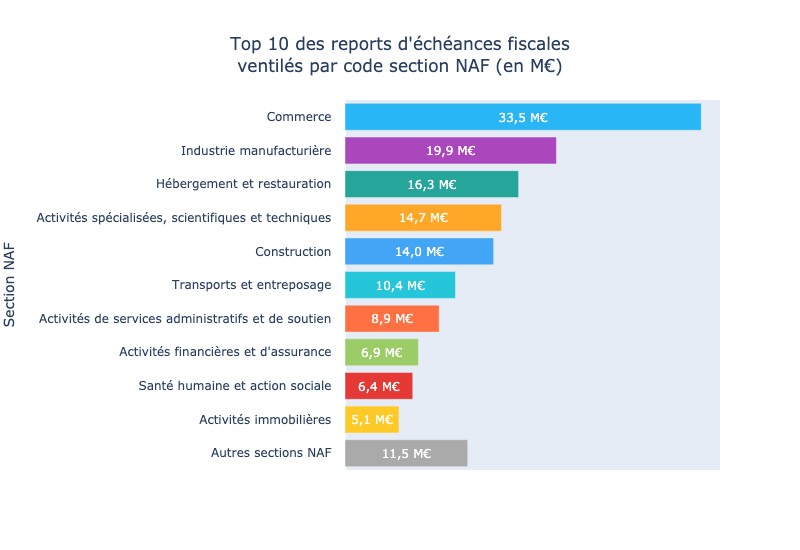 Top 10 des reports d'échéances fiscales
ventilés par code section NAF (en M€)
Section NAF
Commerce 33,5 M€
Industrie manufacturière 19,9 M€
Hébergement et restauration 16,3 M€
Activités spécialisées, scientifiques et techniques 14,7 M€
Construction 14,0 M€
Transports et entreposage 10,4 M€
Activités de services administratifs et de soutien 8,9 M€
Activités financières et d'assurance 6,9 M€
Santé humaine et action sociale 6,4 M€
Activités immobilières 5,1 M€
Autres sections NAF 11,5 M€